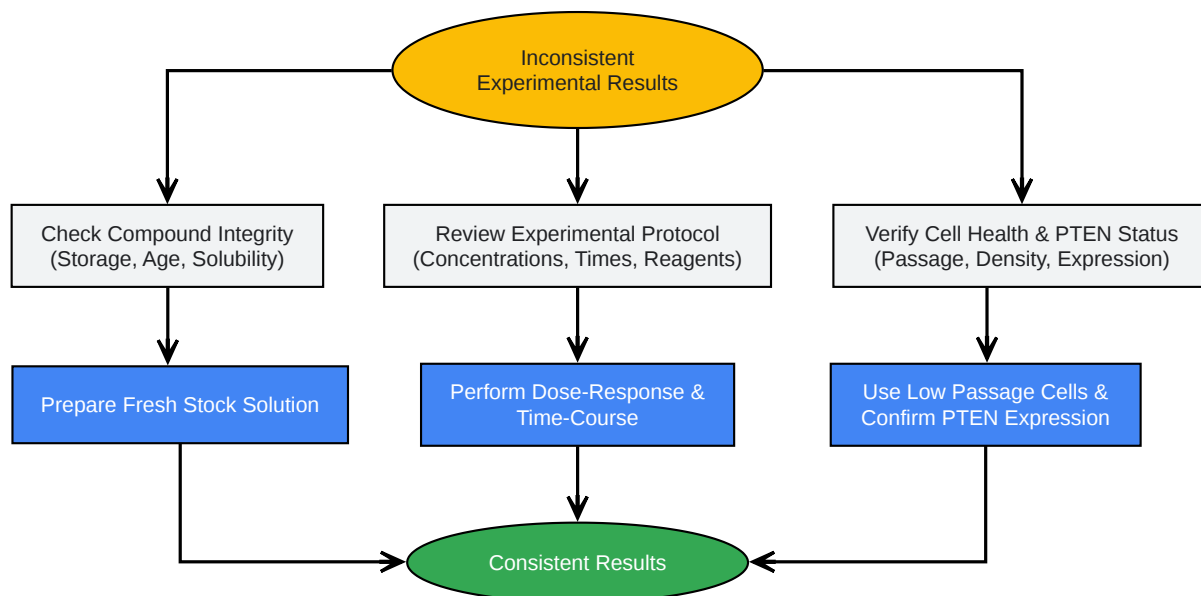 Inconsistent
Experimental Results
Check Compound Integrity
(Storage, Age, Solubility)
Review Experimental Protocol
(Concentrations, Times, Reagents)
Verify Cell Health & PTEN Status
(Passage, Density, Expression)
Prepare Fresh Stock Solution
Perform Dose-Response &
Time-Course
Use Low Passage Cells &
Confirm PTEN Expression
Consistent Results